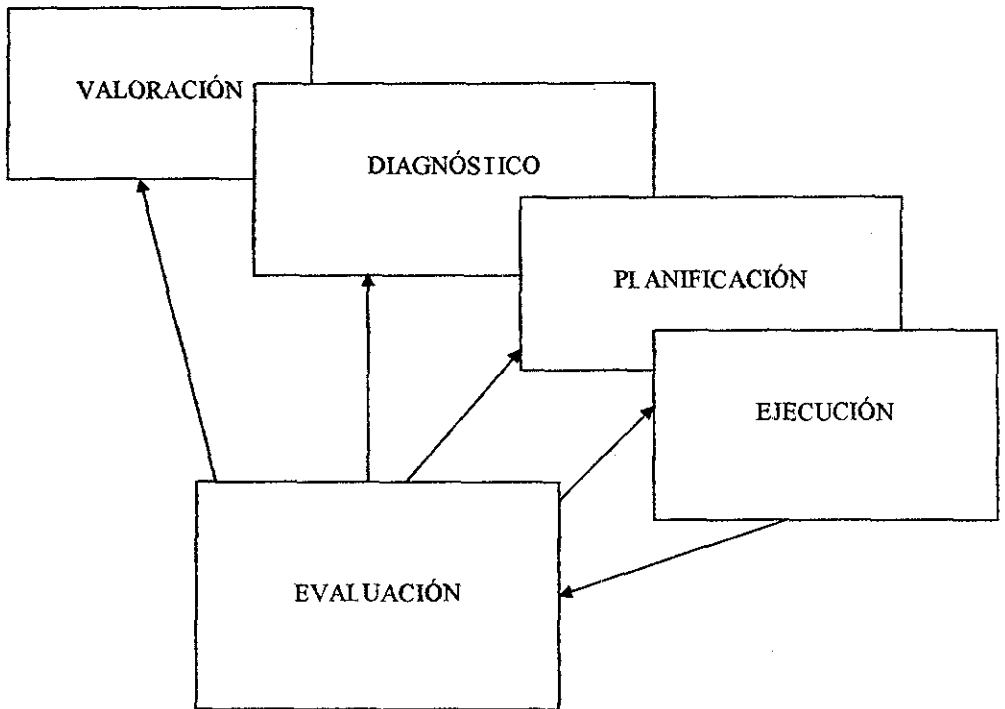 VALORACIÓN
DIAGNÓSTICO
PLANIFICACIÓN
EJECUCIÓN
EVALUACIÓN